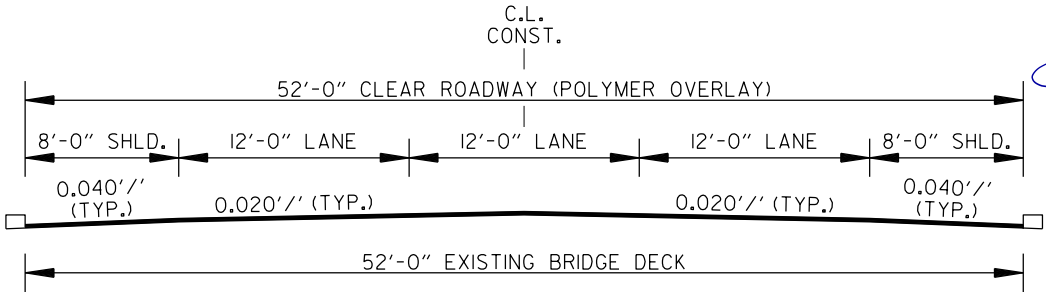 C.L.
CONST.
52'-0" CLEAR ROADWAY (POLYMER OVERLAY)
8'-0" SHLD.
12'-0" LANE
12'-0" LANE
12'-0" LANE
8'-0" SHLD.
0.040'/'
(TYP.)
0.020'/' (TYP.)
0.020'/' (TYP.)
0.040'/'
(TYP.)
52'-0" EXISTING BRIDGE DECK